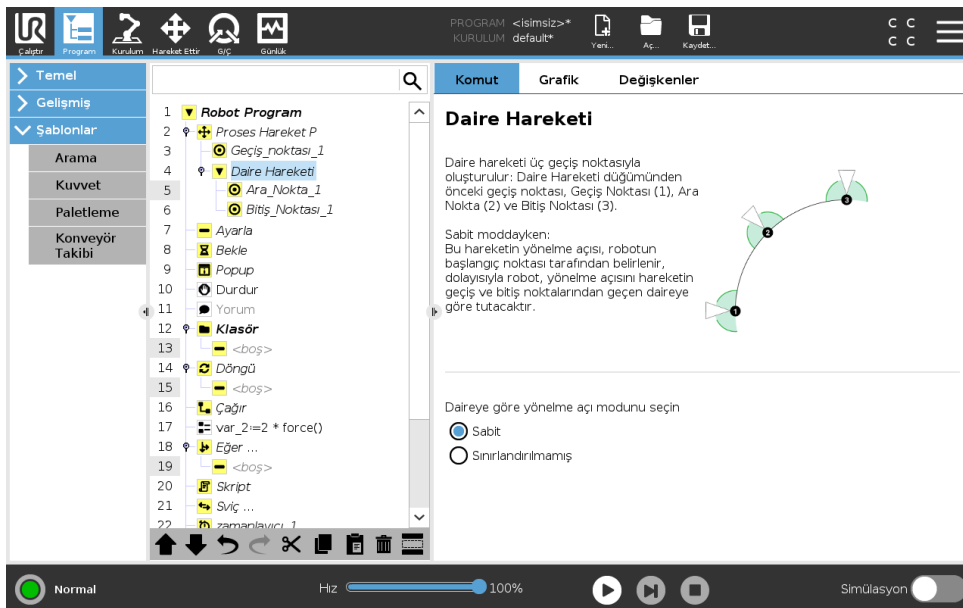 PROGRAM <isimsiz>*
KURULUM default*
Çalıştır Program Kurulum Hareket Ettir G/Ç Günlük Yeni... Aç... Kaydet...
C C
C C
Temel
Gelişmiş
Şablonlar
Arama
Kuvvet
Paletleme
Konveyör
Takibi
1 Robot Program
2 Proses Hareket P
3 Geçiş_noktası_1
4 Daire Hareketi
5 Ara_Nokta_1
6 Bitiş_Noktası_1
7 Ayarla
8 Bekle
9 Popup
10 Durdur
11 Yorum
12 Klasör
13 <boş>
14 Döngü
15 <boş>
16 Çağır
17 var_2:=2 * force()
18 Eğer ...
19 <boş>
20 Skript
21 Sviç ...
22 zamanlayıcı_1
Komut Grafik Değişkenler
Daire Hareketi
Daire hareketi üç geçiş noktasıyla
oluşturulur: Daire Hareketi düğümünden
önceki geçiş noktası, Geçiş Noktası (1), Ara
Nokta (2) ve Bitiş Noktası (3).
Sabit moddayken:
Bu hareketin yönelme açısı, robotun
başlangıç noktası tarafından belirlenir,
dolayısıyla robot, yönelme açısını hareketin
geçiş ve bitiş noktalarından geçen daireye
göre tutacaktır.
3
2
1
Daireye göre yönelme açı modunu seçin
Sabit
Sınırlandırılmamış
Normal Hız 100% Simülasyon